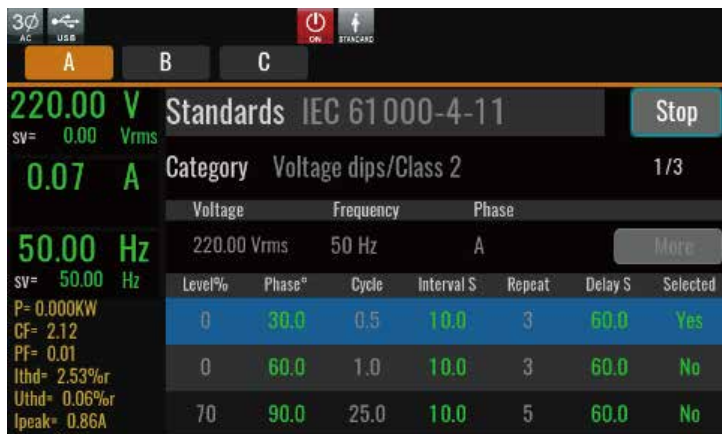 3Ø
AC USB ON STANDARD
A B C
220.00 V
sv= 0.00 Vrms
0.07 A
50.00 Hz
sv= 50.00 Hz
P= 0.000KW
CF= 2.12
PF= 0.01
Ithd= 2.53%r
Uthd= 0.06%r
Ipeak= 0.86A
Standards IEC 61000-4-11 Stop
Category Voltage dips/Class 2 1/3
Voltage Frequency Phase
220.00 Vrms 50 Hz A More
Level% Phase° Cycle Interval S Repeat Delay S Selected
0 30.0 0.5 10.0 3 60.0 Yes
0 60.0 1.0 10.0 3 60.0 No
70 90.0 25.0 10.0 5 60.0 No